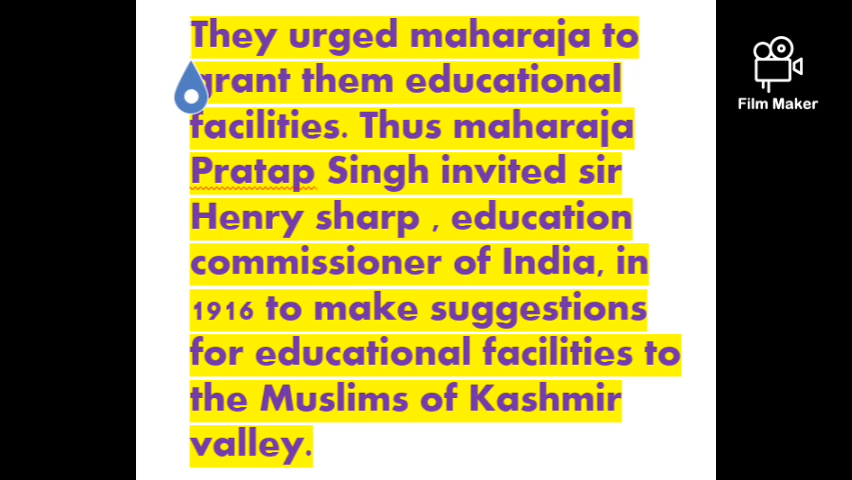 They urged maharaja to
grant them educational
facilities. Thus maharaja
Pratap Singh invited sir
Henry sharp , education
commissioner of India, in
1916 to make suggestions
for educational facilities to
the Muslims of Kashmir
valley.
Film Maker